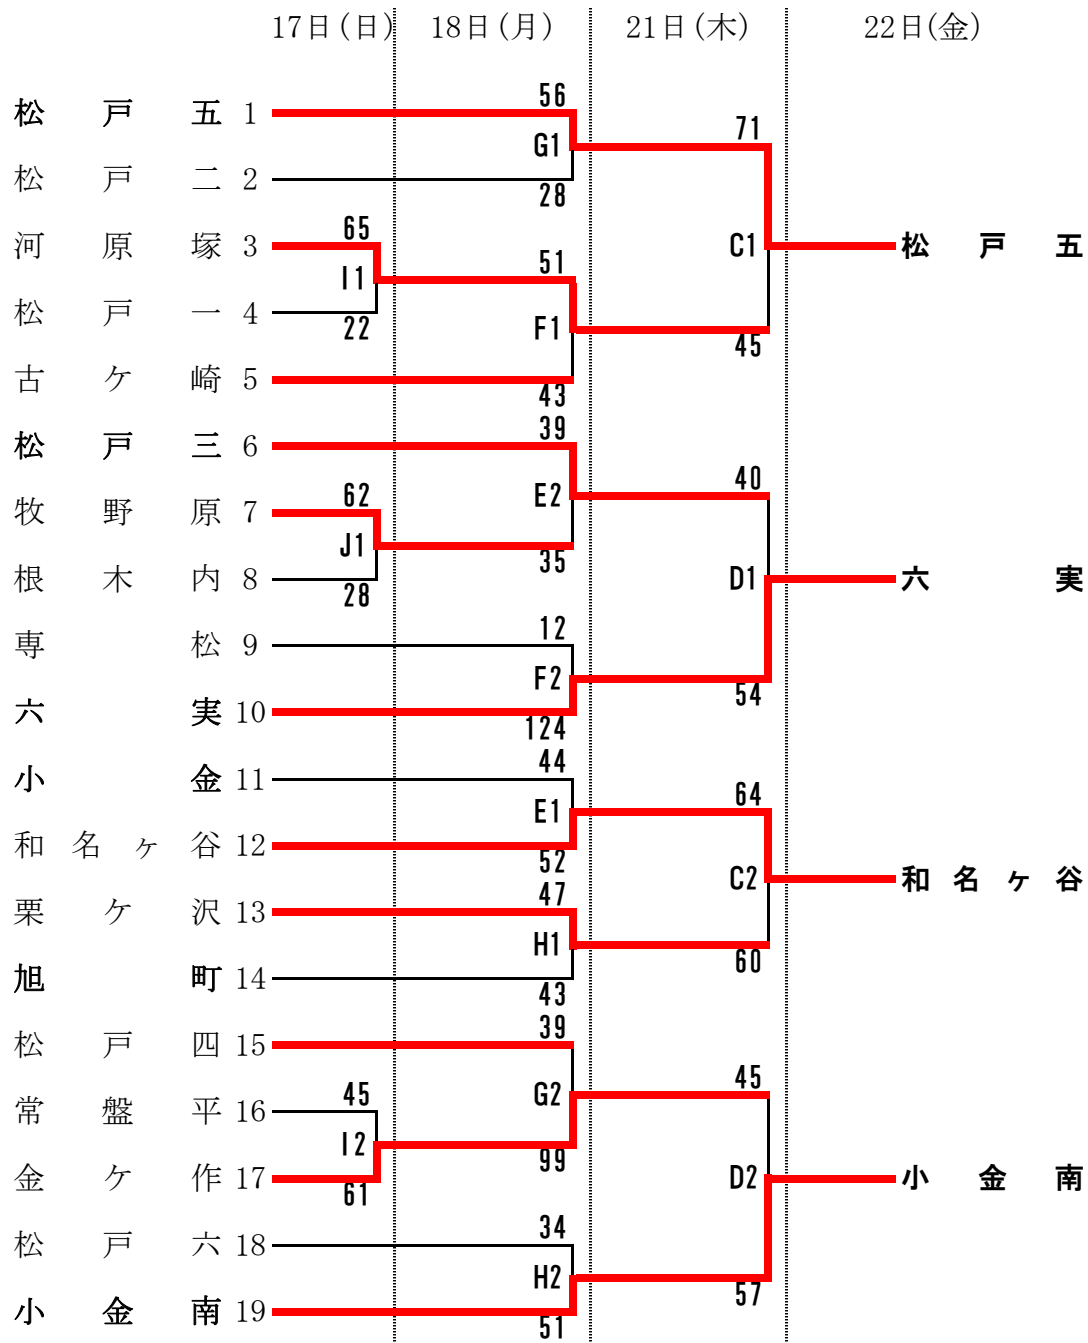 17日(日) 18日(月) 21日(木) 22日(金)
56
松戸五 1
71
G1
松戸二 2
28
65
河原塚 3
C1 松戸五
51
I1
松戸一 4
22
F1
45
古ケ崎 5
43
39
松戸三 6
40
62
E2
牧野原 7
J1
35
根木内 8
D1 六実
28
12
専松 9
F2
54
六実 10
124
44
小金 11
64
E1
和名ヶ谷 12
52
C2 和名ヶ谷
47
栗ケ沢 13
H1
60
旭町 14
43
39
松戸四 15
45
G2
常盤平 16
45
I2
99
金ケ作 17
D2 小金南
61
34
松戸六 18
H2
57
小金南 19
51